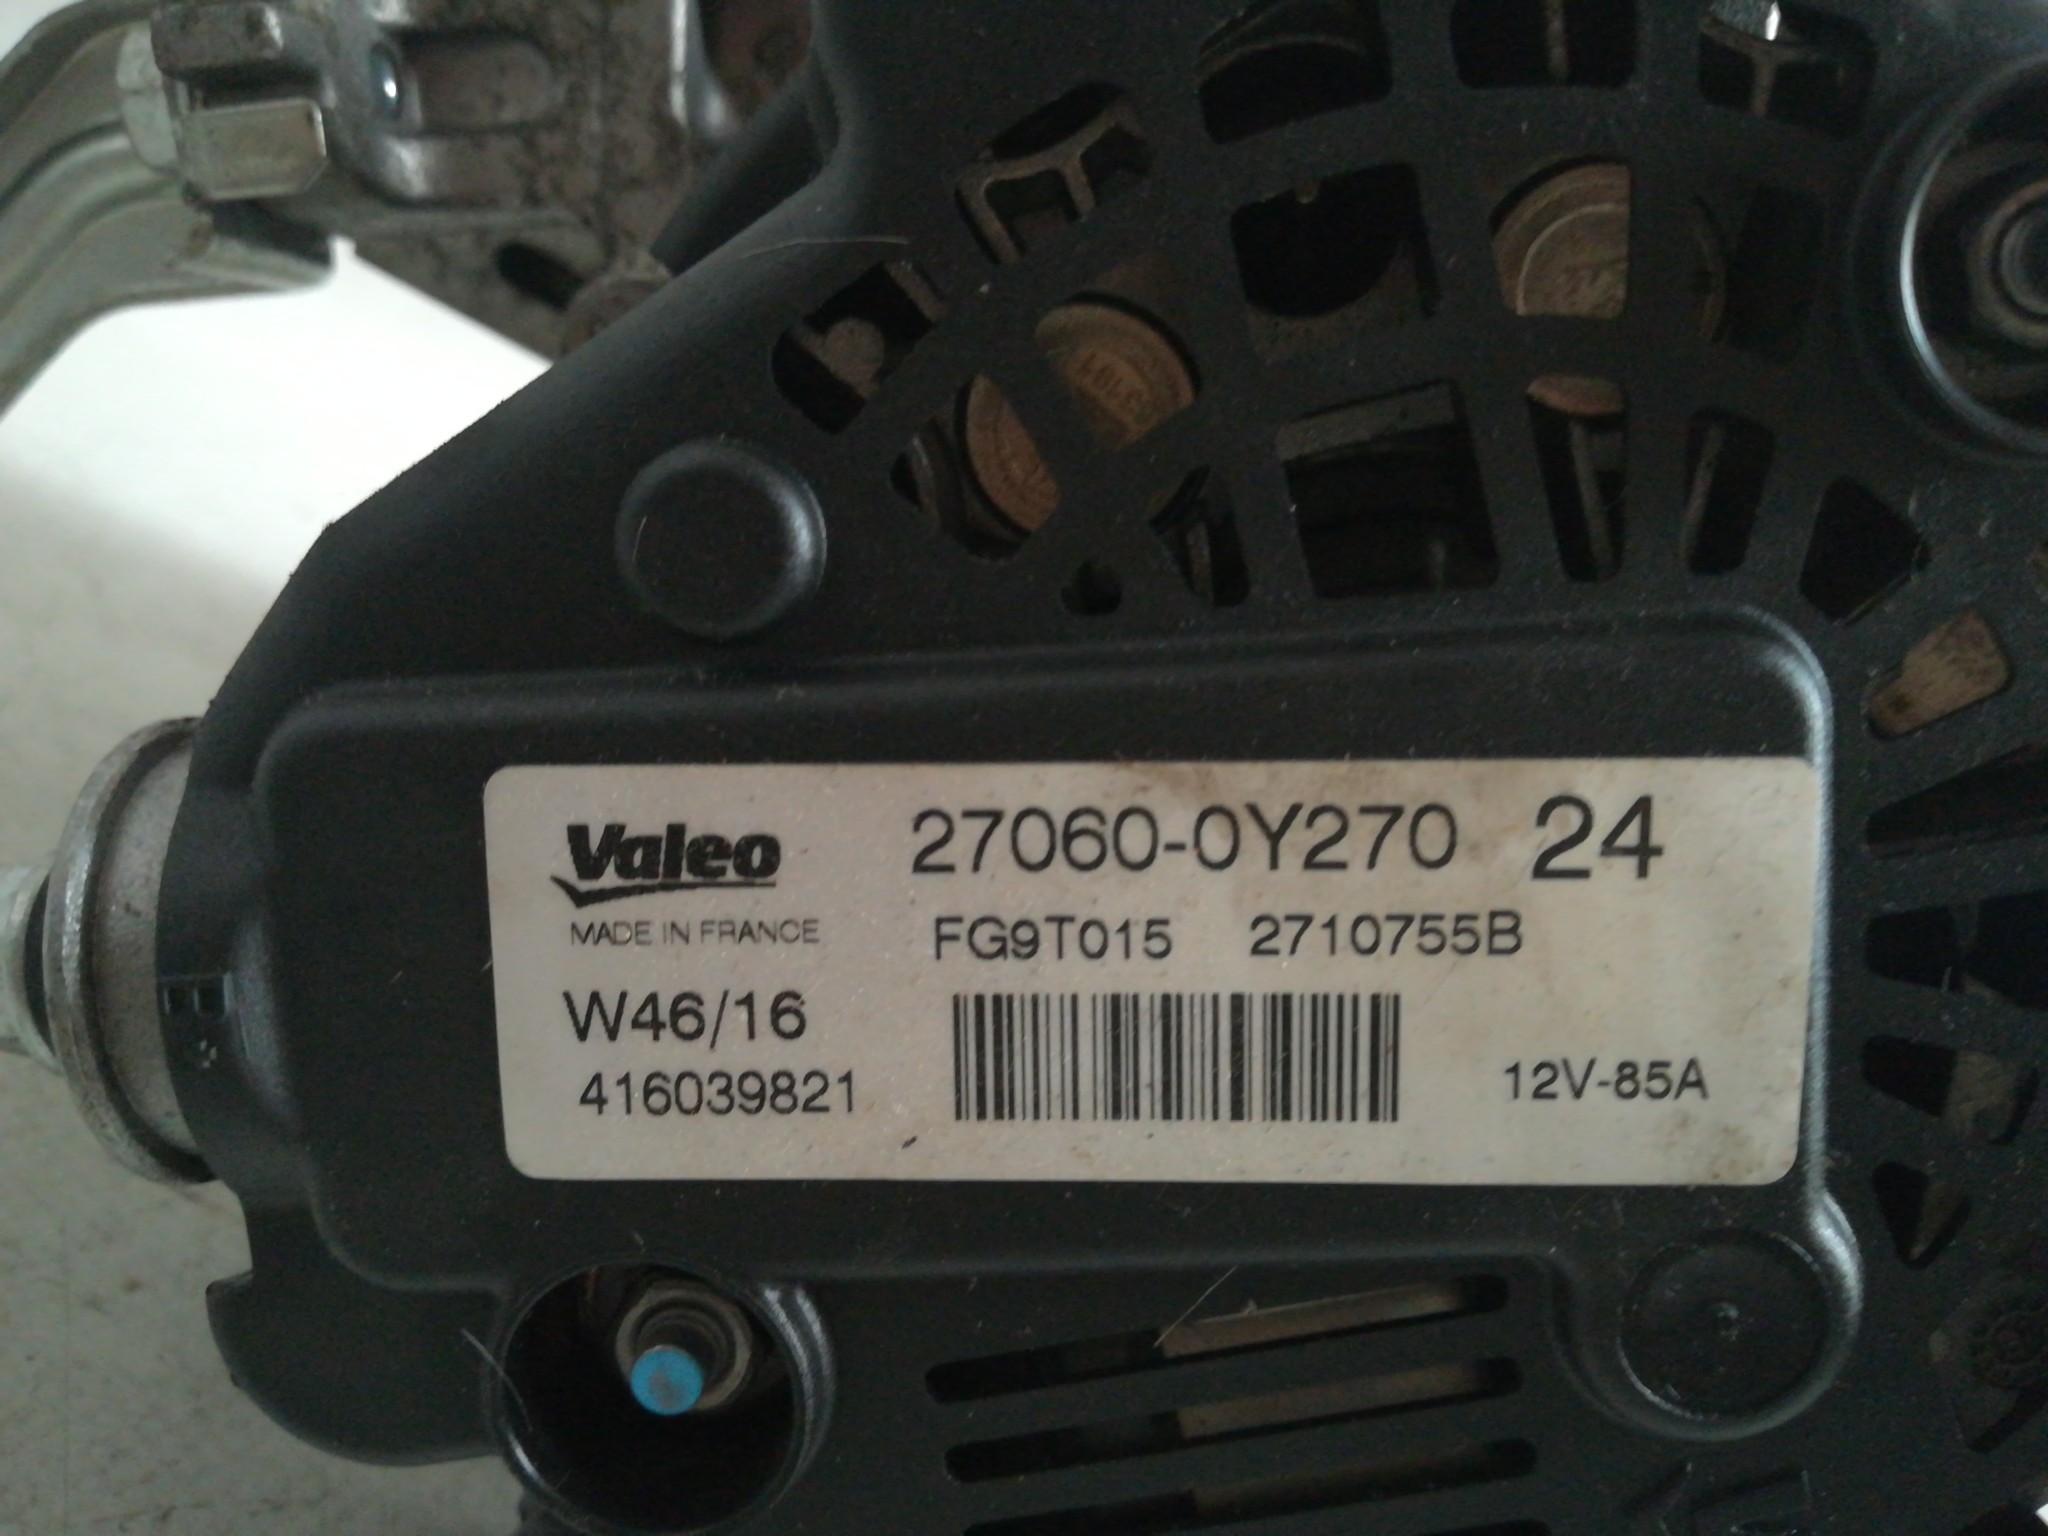 Valeo 27060-0Y270 24
MADE IN FRANCE FG9T015 2710755B
W46/16
416039821 12V-85A